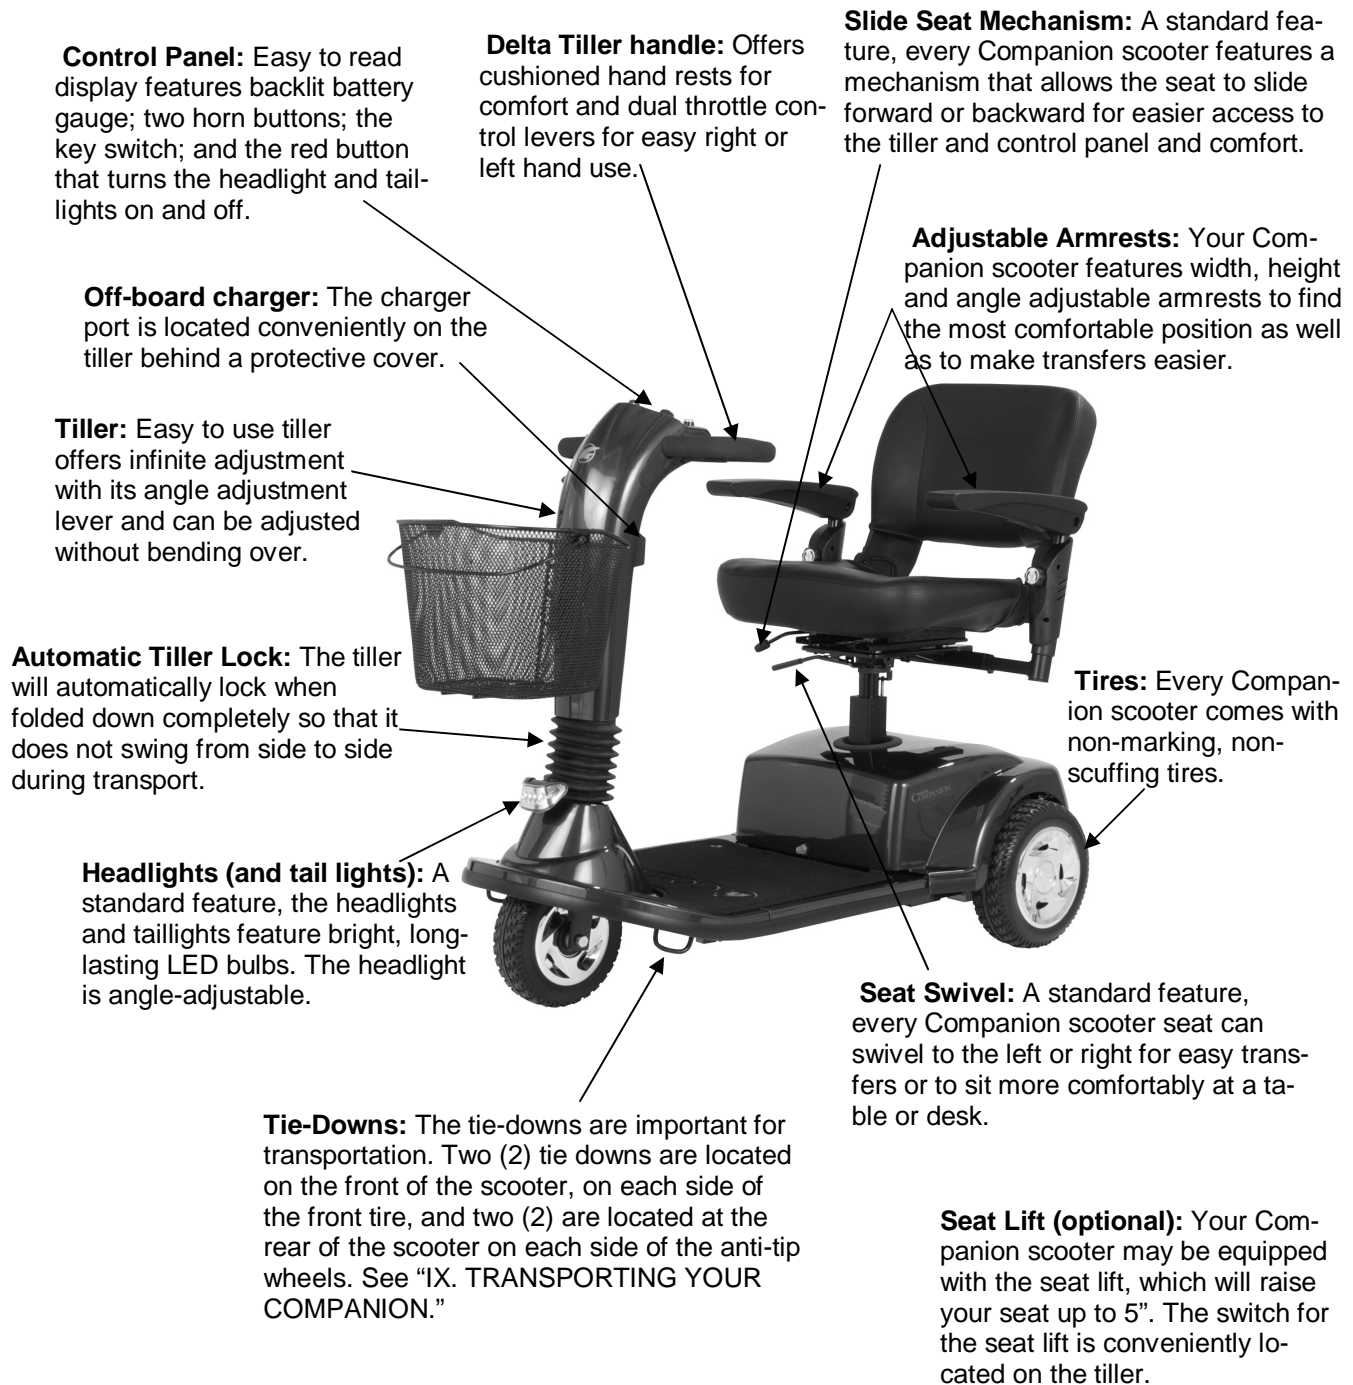 Control Panel: Easy to read
display features backlit battery
gauge; two horn buttons; the
key switch; and the red button
that turns the headlight and tail-
lights on and off.
Delta Tiller handle: Offers
cushioned hand rests for
comfort and dual throttle con-
trol levers for easy right or
left hand use.
Slide Seat Mechanism: A standard fea-
ture, every Companion scooter features a
mechanism that allows the seat to slide
forward or backward for easier access to
the tiller and control panel and comfort.
Adjustable Armrests: Your Com-
panion scooter features width, height
and angle adjustable armrests to find
the most comfortable position as well
as to make transfers easier.
Off-board charger: The charger
port is located conveniently on the
tiller behind a protective cover.
Tiller: Easy to use tiller
offers infinite adjustment
with its angle adjustment
lever and can be adjusted
without bending over.
Automatic Tiller Lock: The tiller
will automatically lock when
folded down completely so that it
does not swing from side to side
during transport.
Tires: Every Compan-
ion scooter comes with
non-marking, non-
scuffing tires.
COMPANION
Headlights (and tail lights): A
standard feature, the headlights
and taillights feature bright, long-
lasting LED bulbs. The headlight
is angle-adjustable.
Seat Swivel: A standard feature,
every Companion scooter seat can
swivel to the left or right for easy trans-
fers or to sit more comfortably at a ta-
ble or desk.
Tie-Downs: The tie-downs are important for
transportation. Two (2) tie downs are located
on the front of the scooter, on each side of
the front tire, and two (2) are located at the
rear of the scooter on each side of the anti-tip
wheels. See “IX. TRANSPORTING YOUR
COMPANION.”
Seat Lift (optional): Your Com-
panion scooter may be equipped
with the seat lift, which will raise
your seat up to 5”. The switch for
the seat lift is conveniently lo-
cated on the tiller.